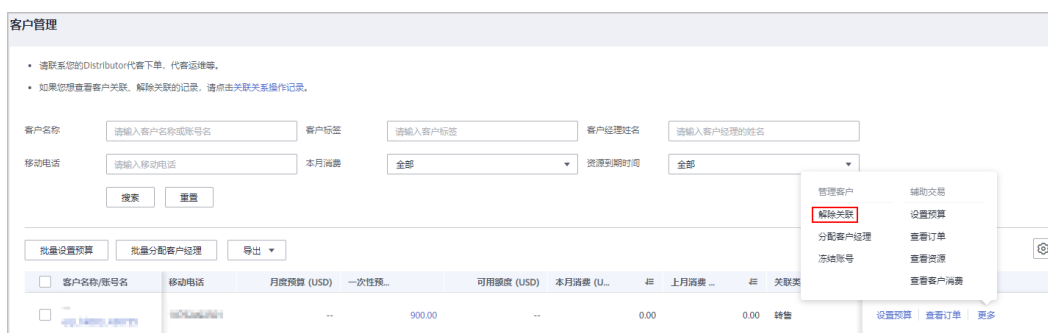 客户管理
• 请联系您的Distributor代客下单、代客运维等。
• 如果您想查看客户关联、解除关联的记录，请点击关联关系操作记录。
客户名称 请输入客户名称或账号名 客户标签 请输入客户标签 客户经理姓名 请输入客户经理的姓名
移动电话 请输入移动电话 本月消费 全部 资源到期时间 全部
搜索 重置
管理客户 辅助交易
解除关联 设置预算
分配客户经理 查看订单
冻结账号 查看资源
查看客户消费
批量设置预算 批量分配客户经理 导出
客户名称/账号名 移动电话 月度预算 (USD) 一次性预... 可用额度 (USD) 本月消费 (U... 上月消费 ... 关联类
-- -- 900.00 -- 0.00 0.00 转售 设置预算 查看订单 更多